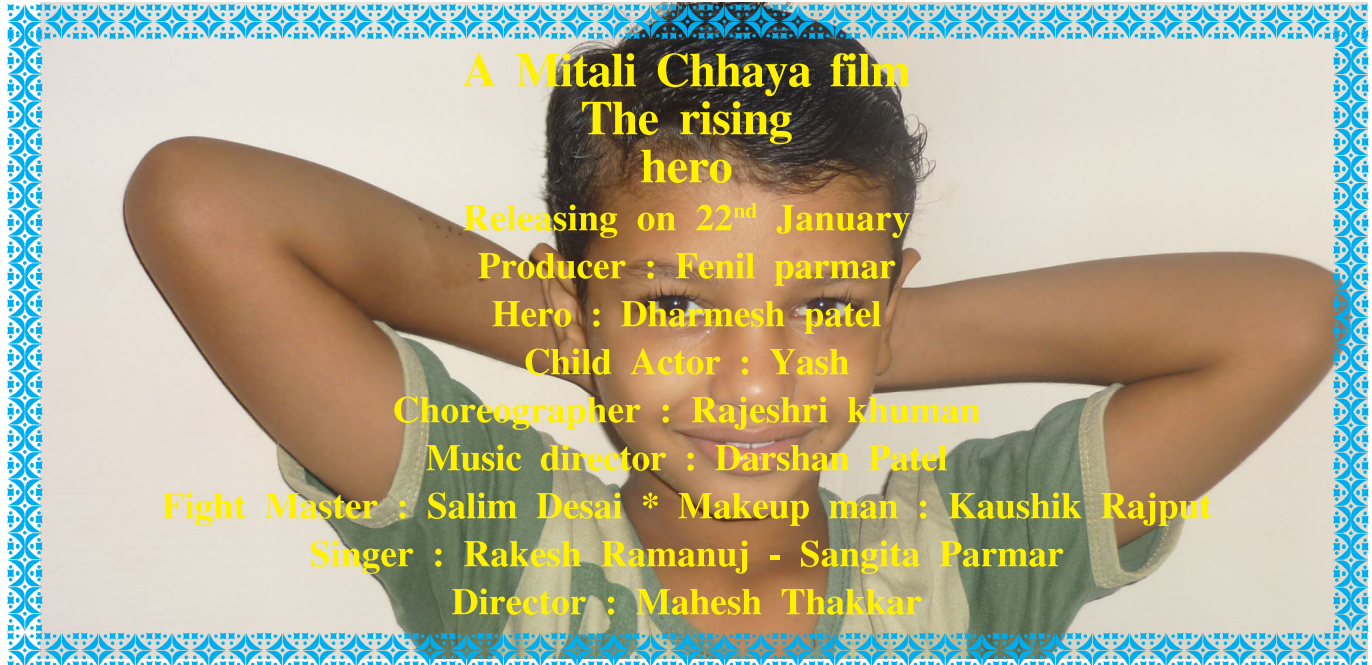 A Mitali Chhaya film
The rising
hero
Releasing on 22nd January
Producer : Fenil parmar
Hero : Dharmesh patel
Child Actor : Yash
Choreographer : Rajeshri khuman
Music director : Darshan Patel
Fight Master : Salim Desai * Makeup man : Kaushik Rajput
Singer : Rakesh Ramanuj - Sangita Parmar
Director : Mahesh Thakkar